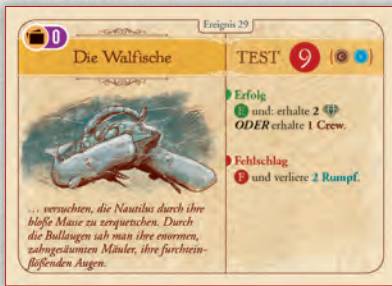 Ereignis 29
0
Die Walfische
TEST 9
Erfolg
E und: erhalte 2
ODER erhalte 1 Crew.
Fehlschlag
F und verliere 2 Rumpf.
… versuchten, die Nautilus durch ihre
bloße Masse zu zerquetschen. Durch
die Bullaugen sah man ihre enormen,
zahngesäumten Mäuler, ihre furchtein-
flößenden Augen.